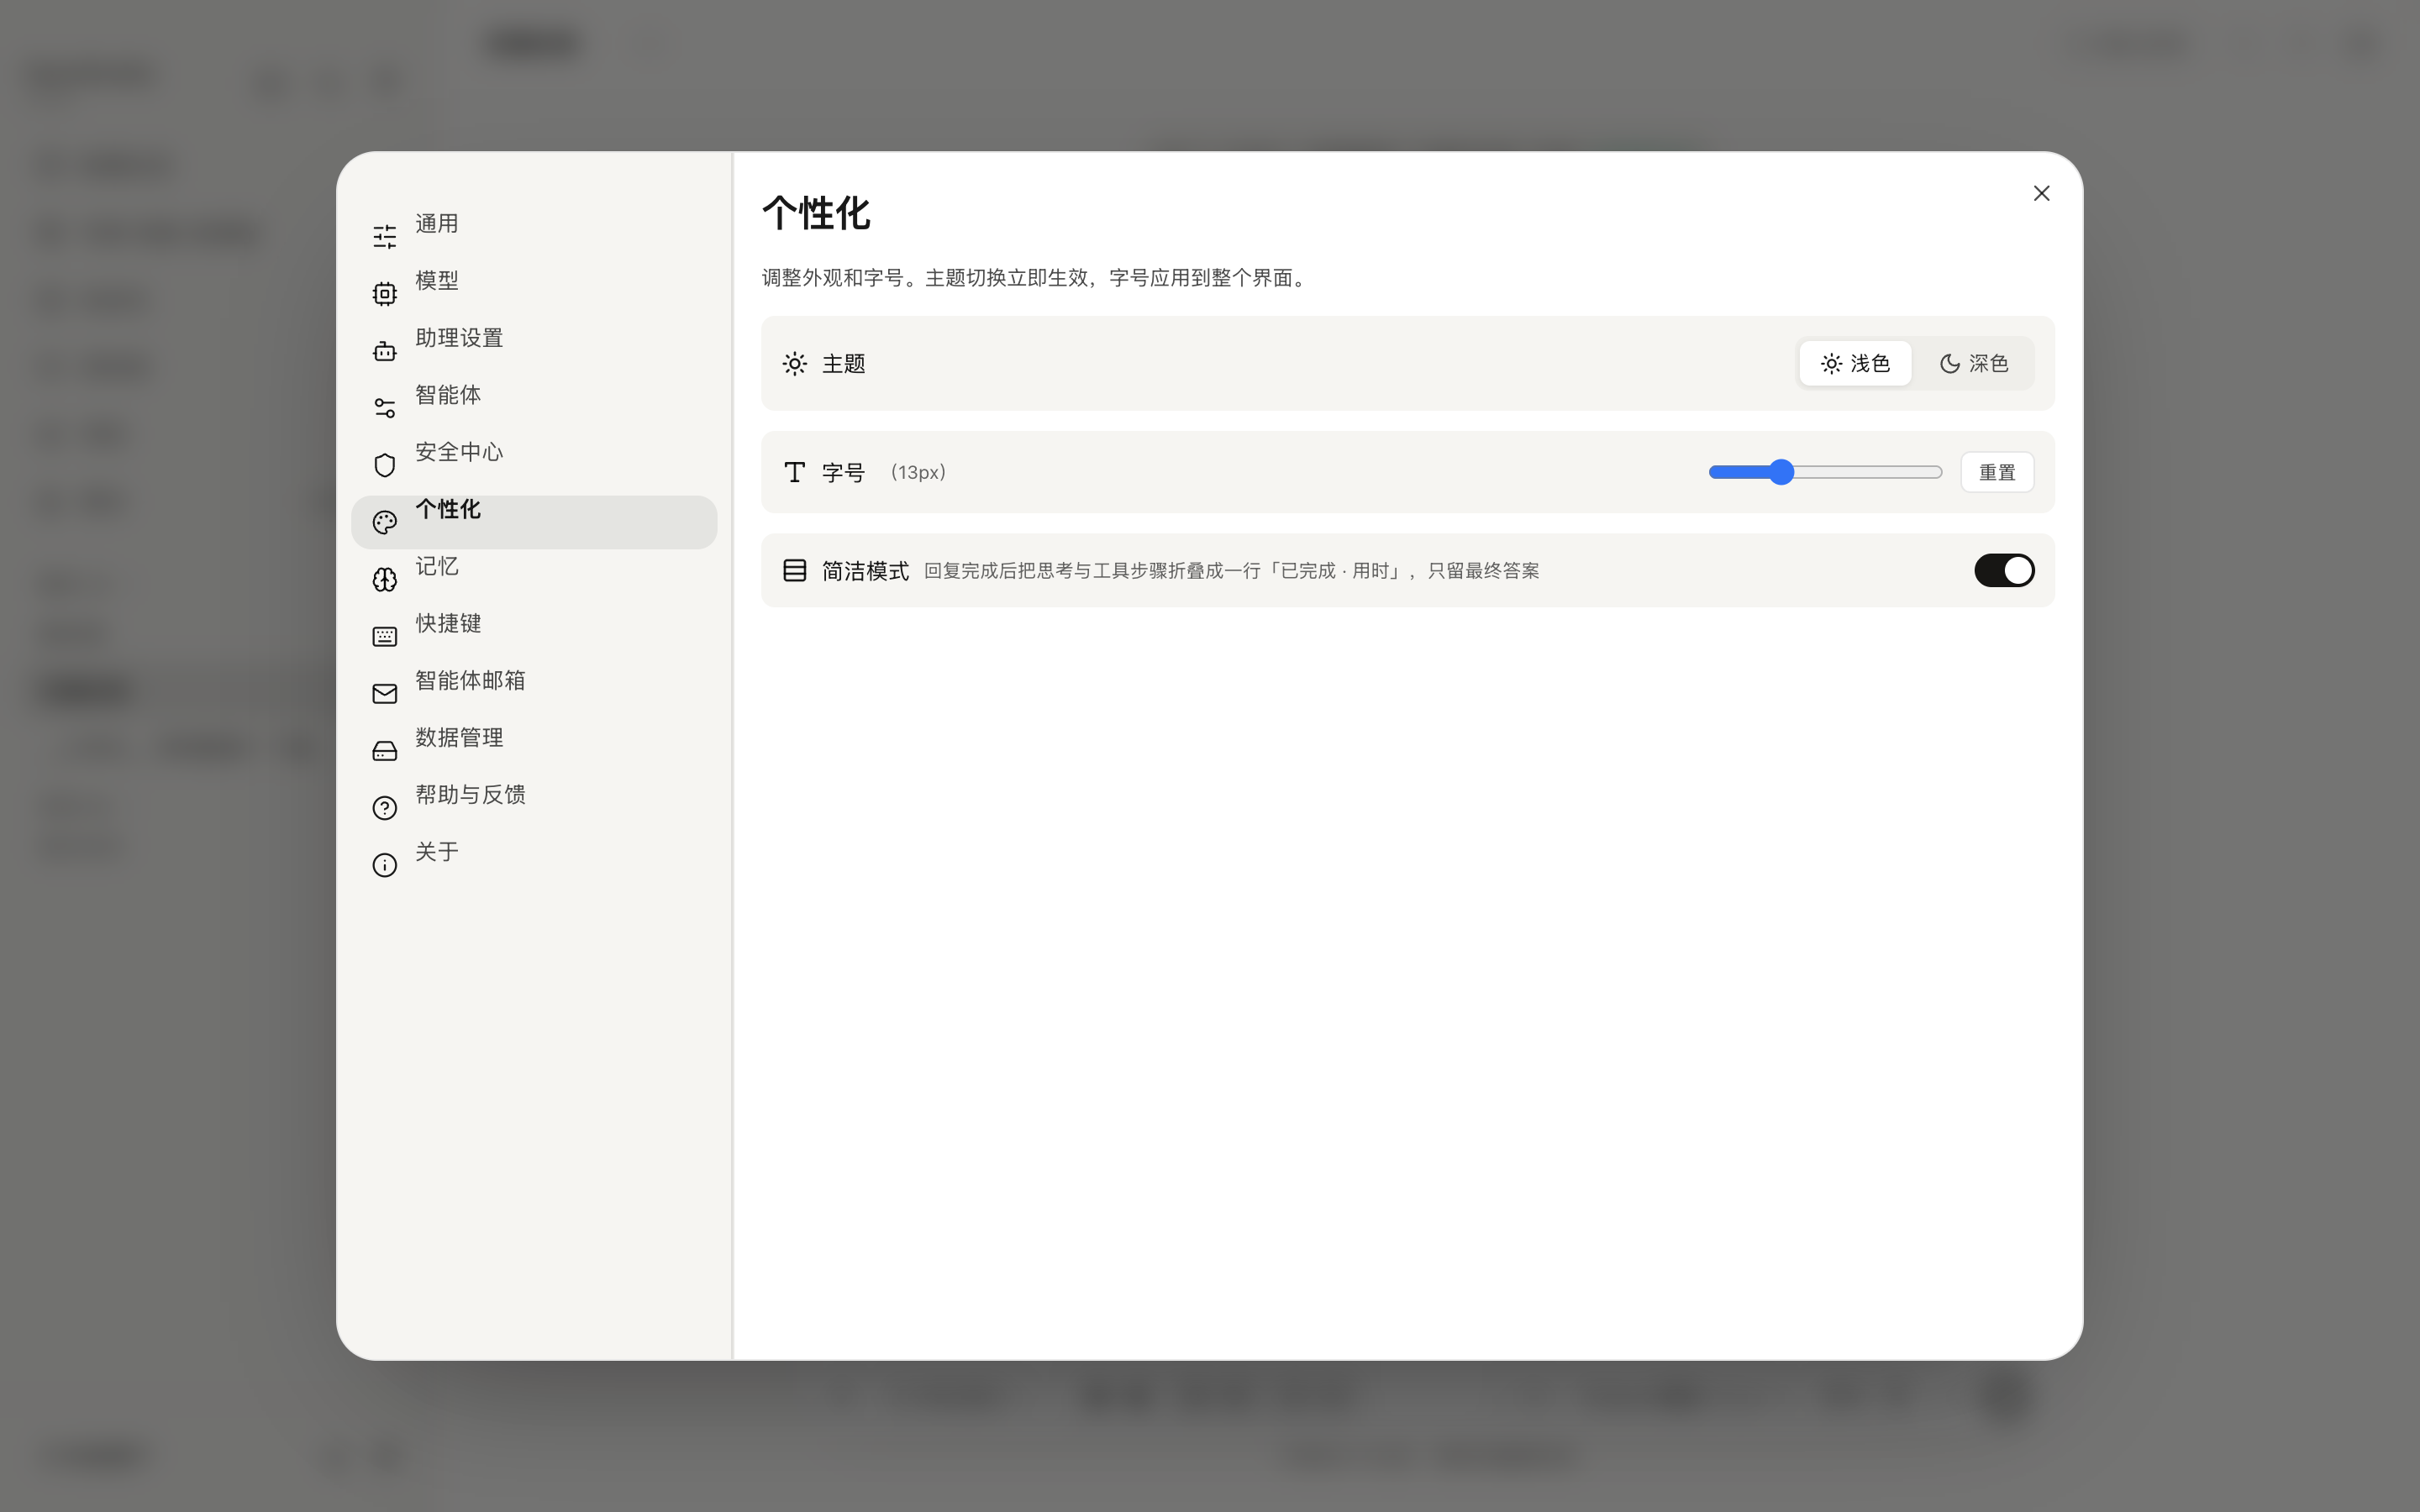 通用
模型
助理设置
智能体
安全中心
个性化
记忆
快捷键
智能体邮箱
数据管理
帮助与反馈
关于
个性化
调整外观和字号。主题切换立即生效，字号应用到整个界面。
主题
浅色
深色
字号 (13px)
重置
简洁模式 回复完成后把思考与工具步骤折叠成一行「已完成 · 用时」，只留最终答案